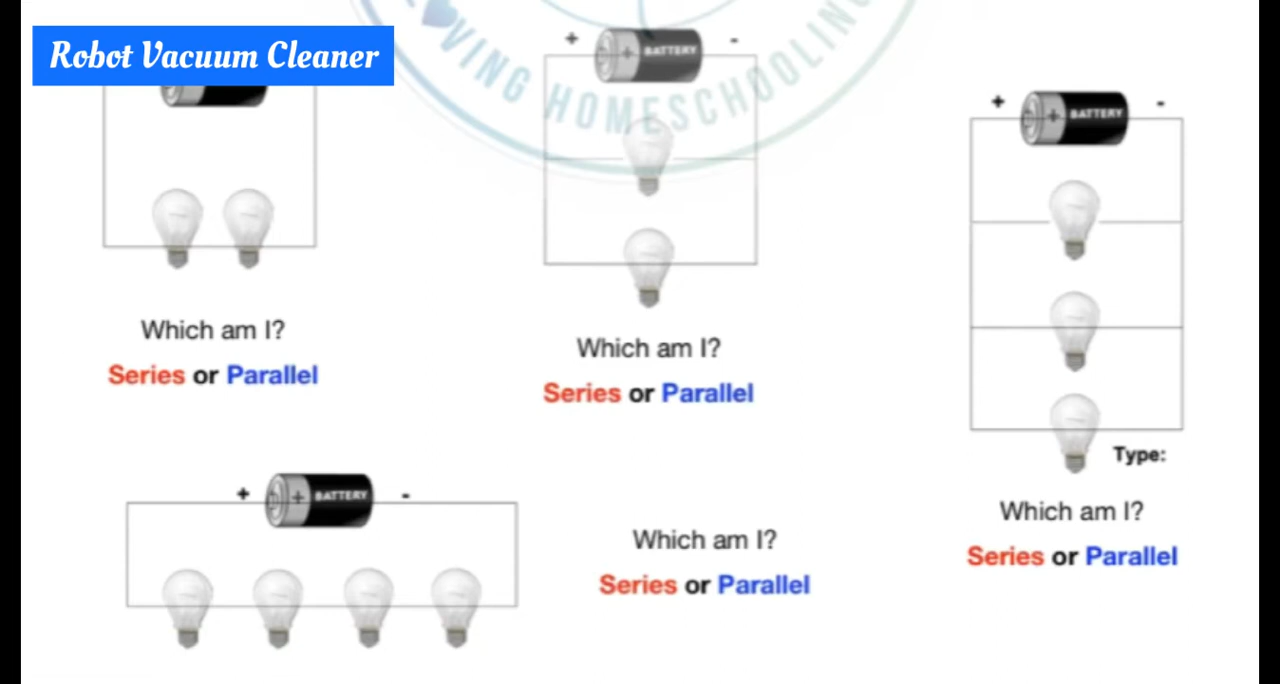 Robot Vacuum Cleaner
VING HOMESCHOOLING
+ BATTERY -
+ BATTERY -
Which am I?
Series or Parallel
Which am I?
Series or Parallel
Type:
Which am I?
Series or Parallel
+ BATTERY -
Which am I?
Series or Parallel